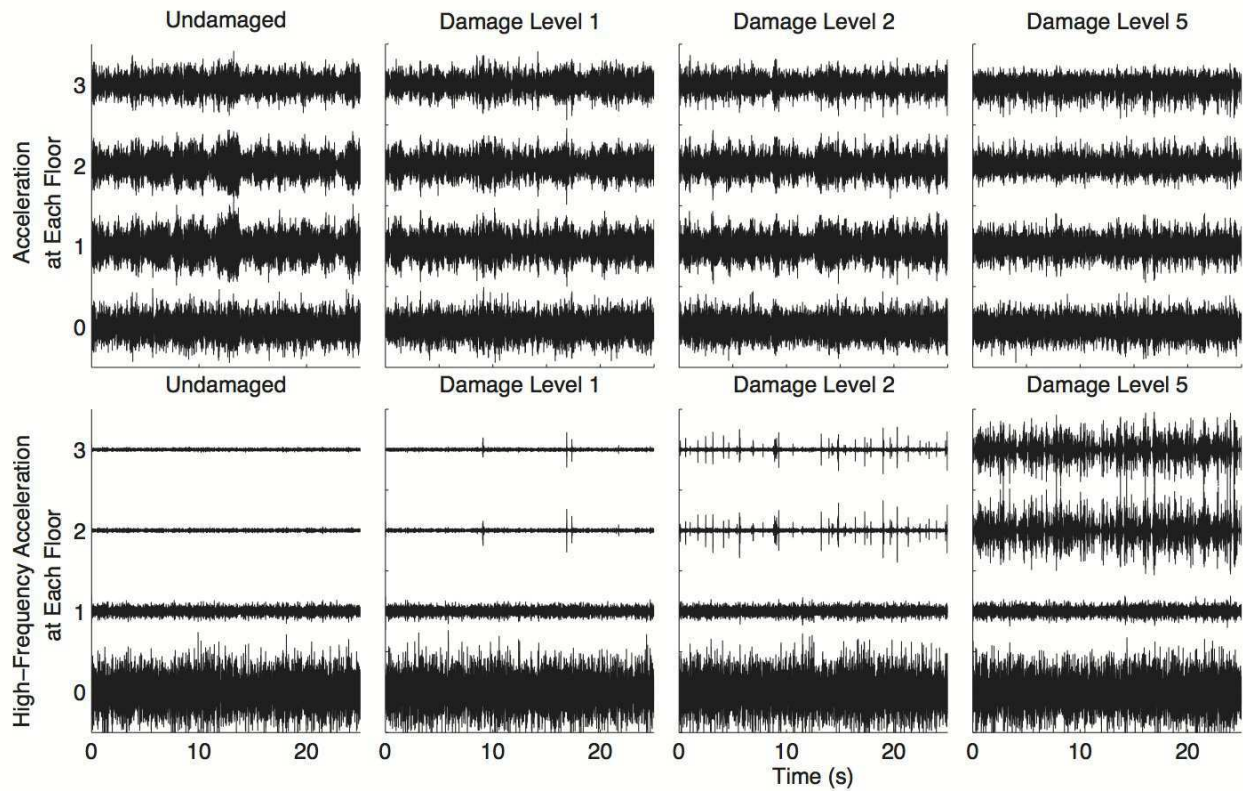 Undamaged Damage Level 1 Damage Level 2 Damage Level 5
Acceleration
at Each Floor
3
2
1
0
Undamaged Damage Level 1 Damage Level 2 Damage Level 5
High-Frequency Acceleration
at Each Floor
3
2
1
0
0 10 20 0 10 20 0 10 20 0 10 20
Time (s)